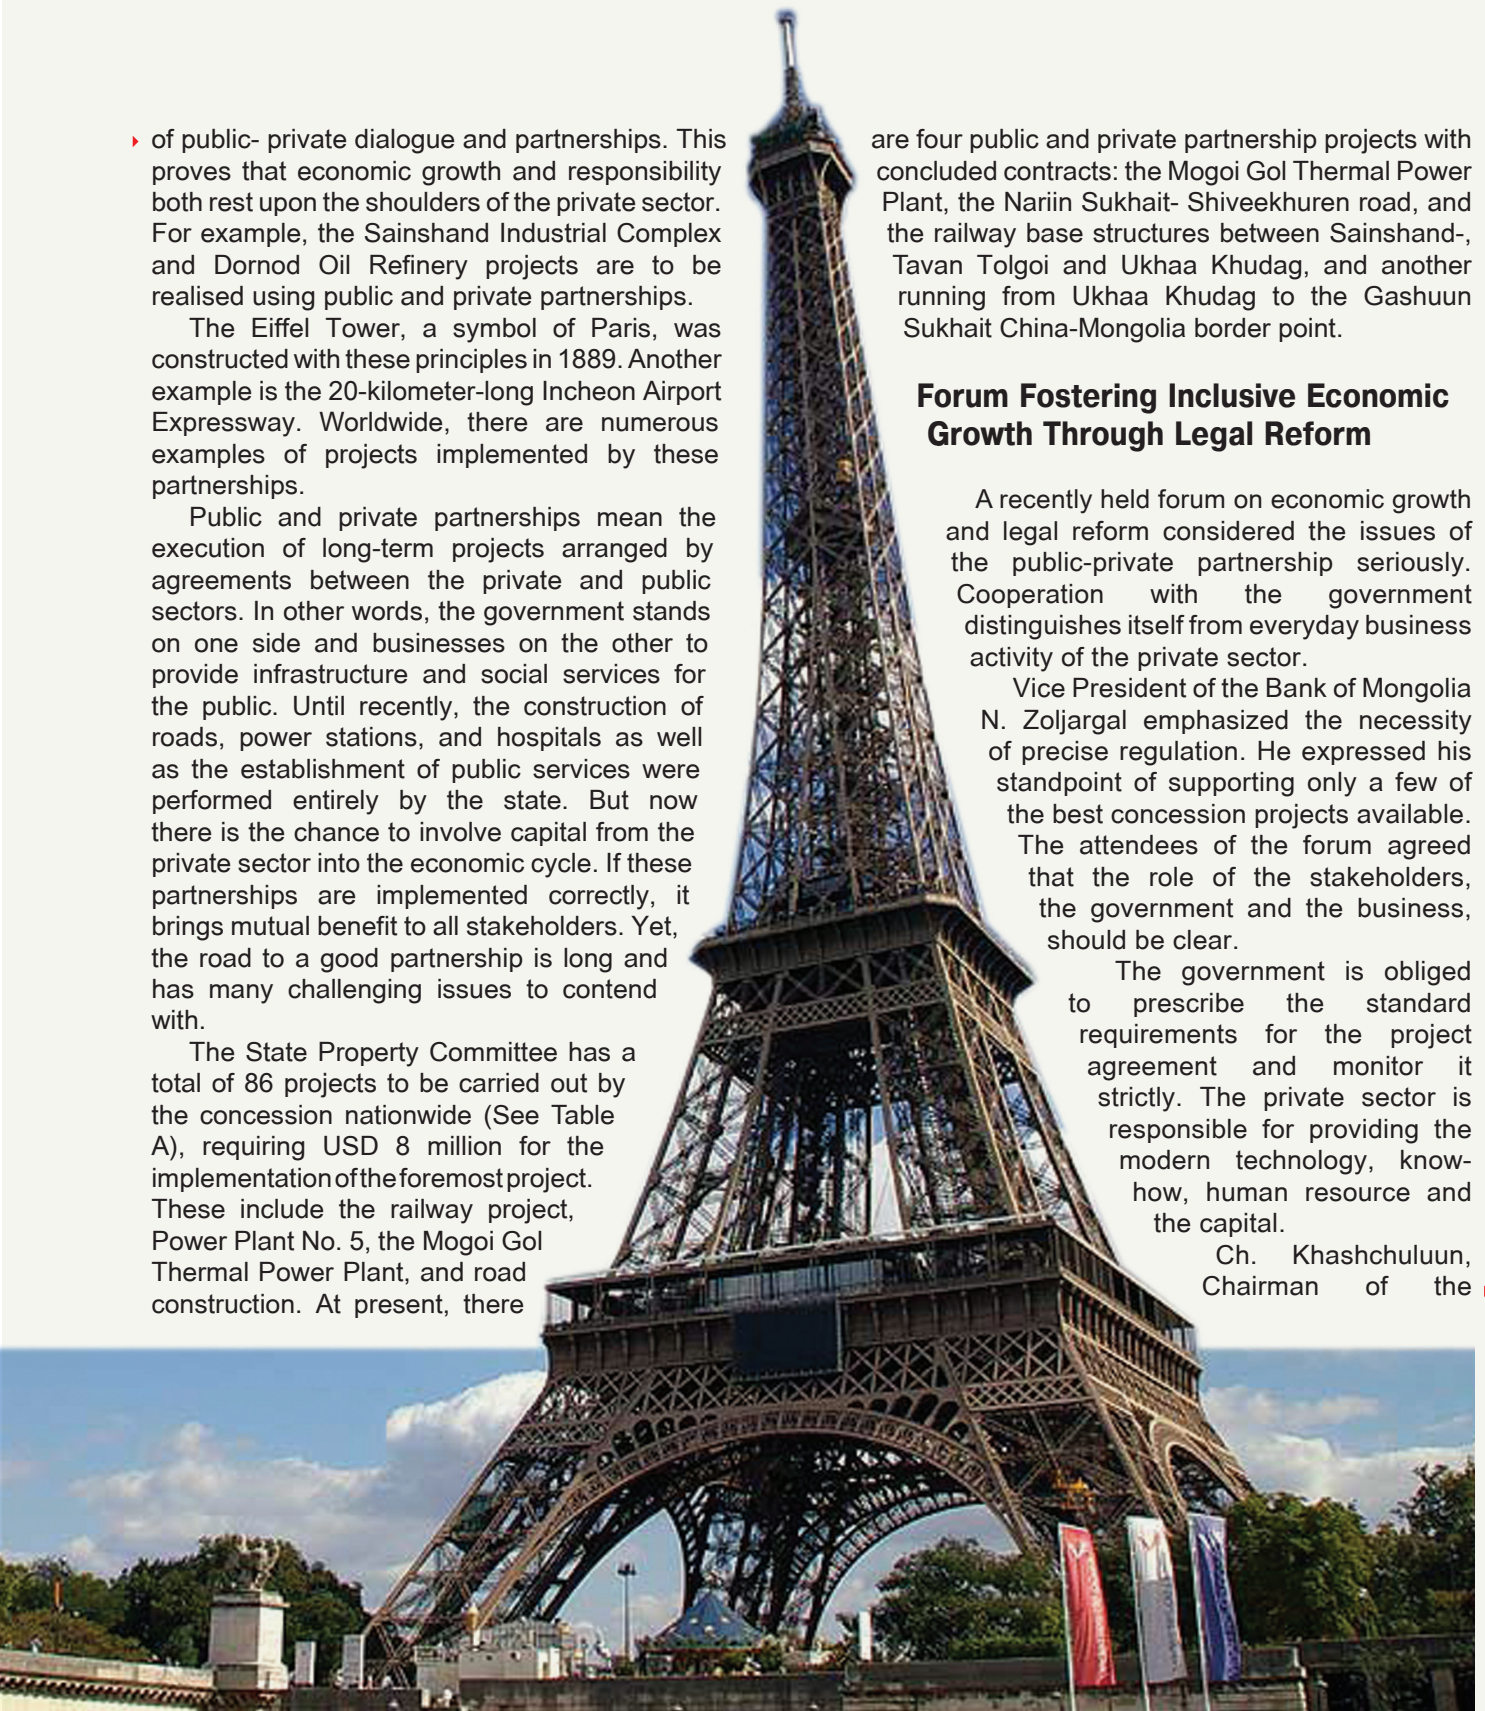 of public- private dialogue and partnerships. This
proves that economic growth and responsibility
both rest upon the shoulders of the private sector.
For example, the Sainshand Industrial Complex
and Dornod Oil Refinery projects are to be
realised using public and private partnerships.
The Eiffel Tower, a symbol of Paris, was
constructed with these principles in 1889. Another
example is the 20-kilometer-long Incheon Airport
Expressway. Worldwide, there are numerous
examples of projects implemented by these
partnerships.
Public and private partnerships mean the
execution of long-term projects arranged by
agreements between the private and public
sectors. In other words, the government stands
on one side and businesses on the other to
provide infrastructure and social services for
the public. Until recently, the construction of
roads, power stations, and hospitals as well
as the establishment of public services were
performed entirely by the state. But now
there is the chance to involve capital from the
private sector into the economic cycle. If these
partnerships are implemented correctly, it
brings mutual benefit to all stakeholders. Yet,
the road to a good partnership is long and
has many challenging issues to contend
with.
The State Property Committee has a
total of 86 projects to be carried out by
the concession nationwide (See Table
A), requiring USD 8 million for the
implementation of the foremost project.
These include the railway project,
Power Plant No. 5, the Mogoi Gol
Thermal Power Plant, and road
construction. At present, there
are four public and private partnership projects with
concluded contracts: the Mogoi Gol Thermal Power
Plant, the Nariin Sukhait- Shiveekhuren road, and
the railway base structures between Sainshand-,
Tavan Tolgoi and Ukhaa Khudag, and another
running from Ukhaa Khudag to the Gashuun
Sukhait China-Mongolia border point.
Forum Fostering Inclusive Economic
Growth Through Legal Reform
A recently held forum on economic growth
and legal reform considered the issues of
the public-private partnership seriously.
Cooperation with the government
distinguishes itself from everyday business
activity of the private sector.
Vice President of the Bank of Mongolia
N. Zoljargal emphasized the necessity
of precise regulation. He expressed his
standpoint of supporting only a few of
the best concession projects available.
The attendees of the forum agreed
that the role of the stakeholders,
the government and the business,
should be clear.
The government is obliged
to prescribe the standard
requirements for the project
agreement and monitor it
strictly. The private sector is
responsible for providing the
modern technology, know-
how, human resource and
the capital.
Ch. Khashchuluun,
Chairman of the